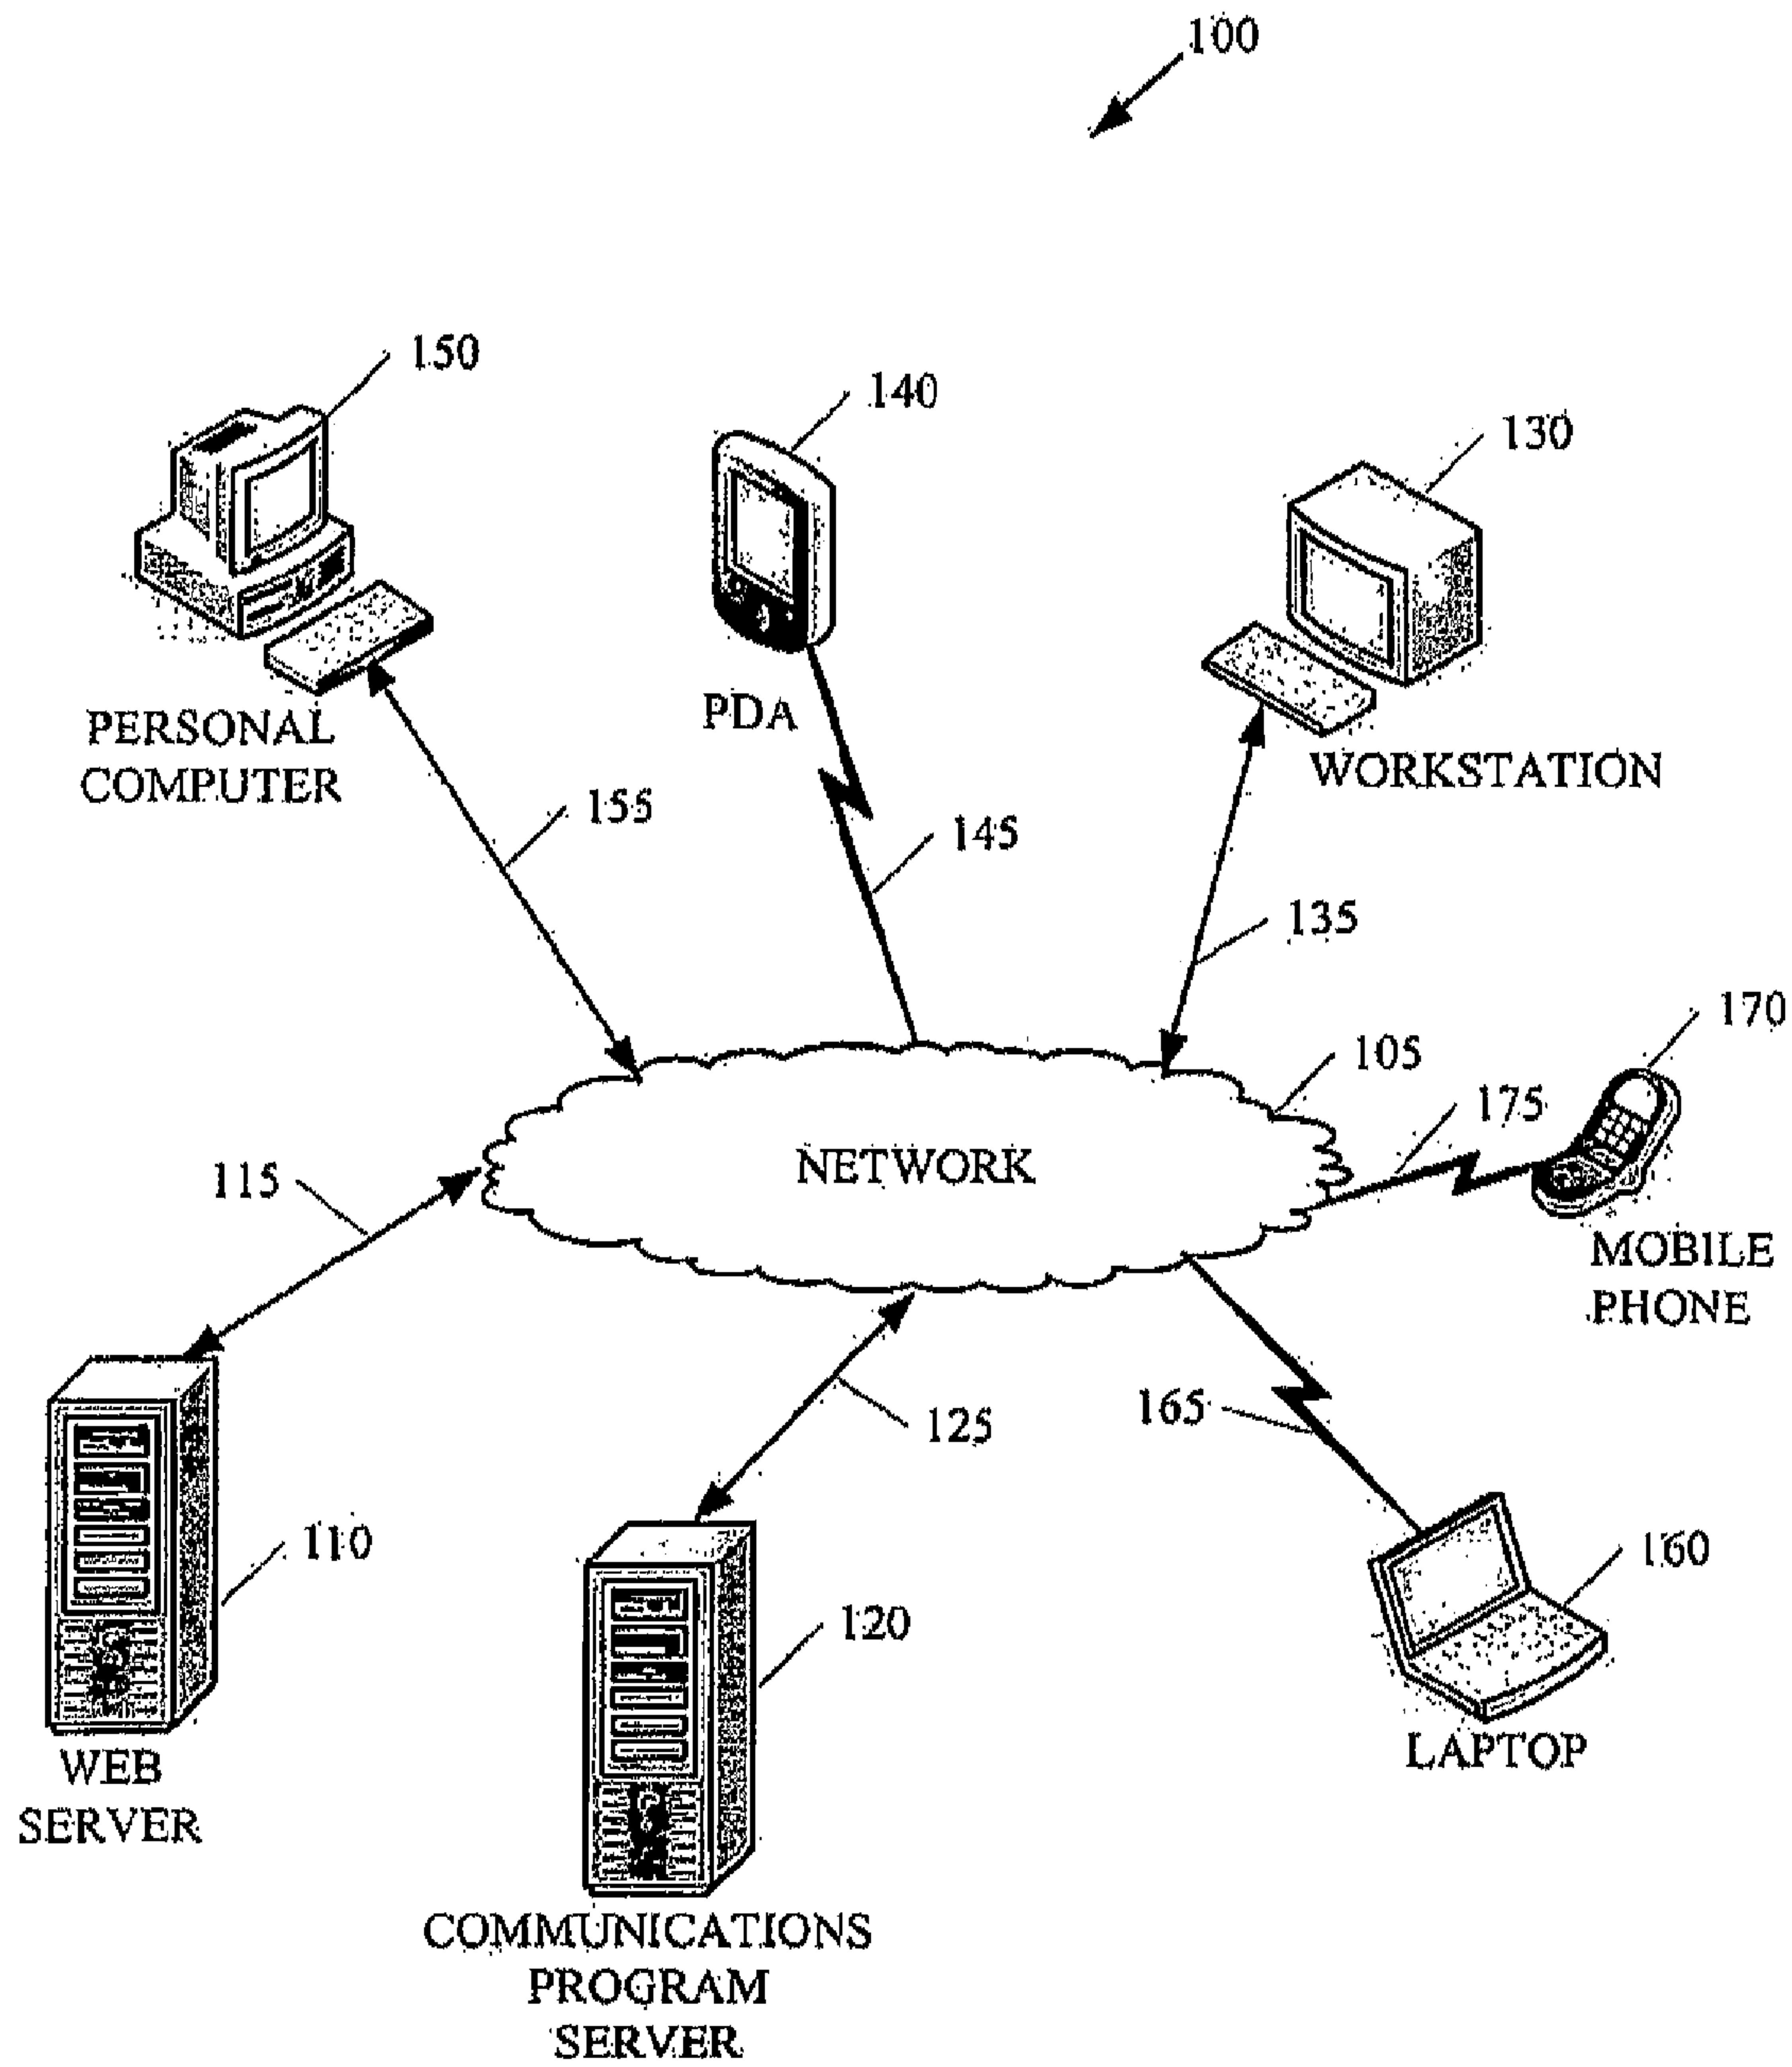 100
150
140
130
PERSONAL
COMPUTER
PDA
WORKSTATION
155
145
135
170
105
175
NETWORK
115
MOBILE
PHONE
125
165
110
160
120
WEB
SERVER
LAPTOP
COMMUNICATIONS
PROGRAM
SERVER